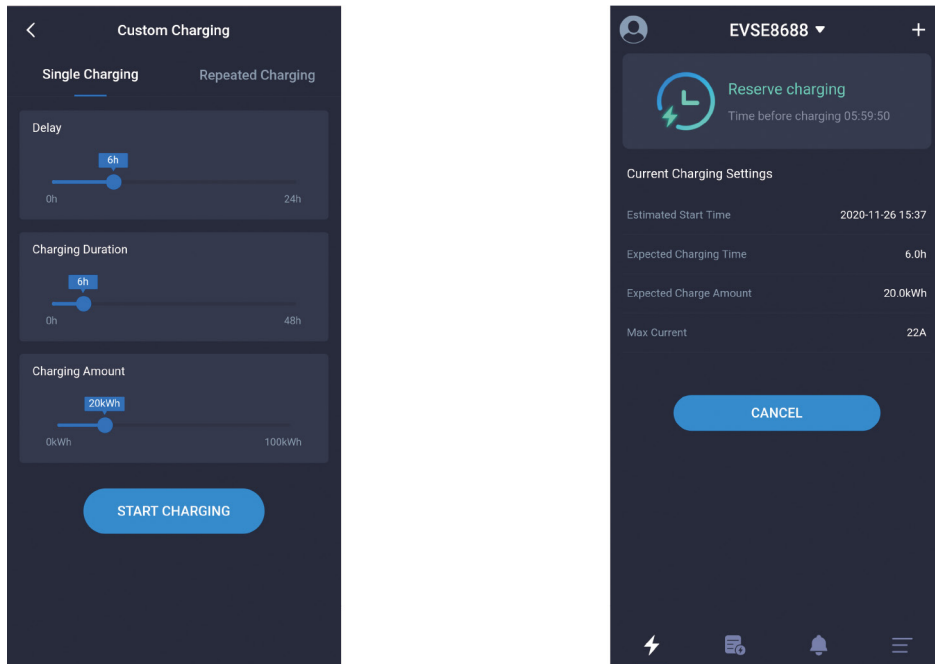 Custom Charging
Single Charging Repeated Charging
Delay
6h
0h 24h
Charging Duration
6h
0h 48h
Charging Amount
20kWh
0kWh 100kWh
START CHARGING
EVSE8688
Reserve charging
Time before charging 05:59:50
Current Charging Settings
Estimated Start Time 2020-11-26 15:37
Expected Charging Time 6.0h
Expected Charge Amount 20.0kWh
Max Current 22A
CANCEL